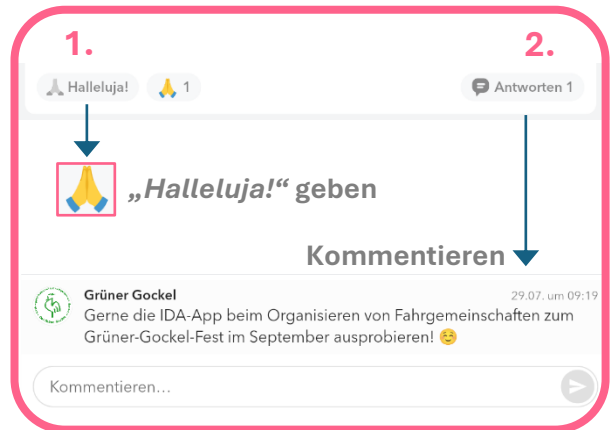 1.
2.
Halleluja!
1
Antworten 1
„Halleluja!“ geben
Kommentieren
Grüner Gockel
29.07. um 09:19
Gerne die IDA-App beim Organisieren von Fahrgemeinschaften zum
Grüner-Gockel-Fest im September ausprobieren! ☺️
Kommentieren...